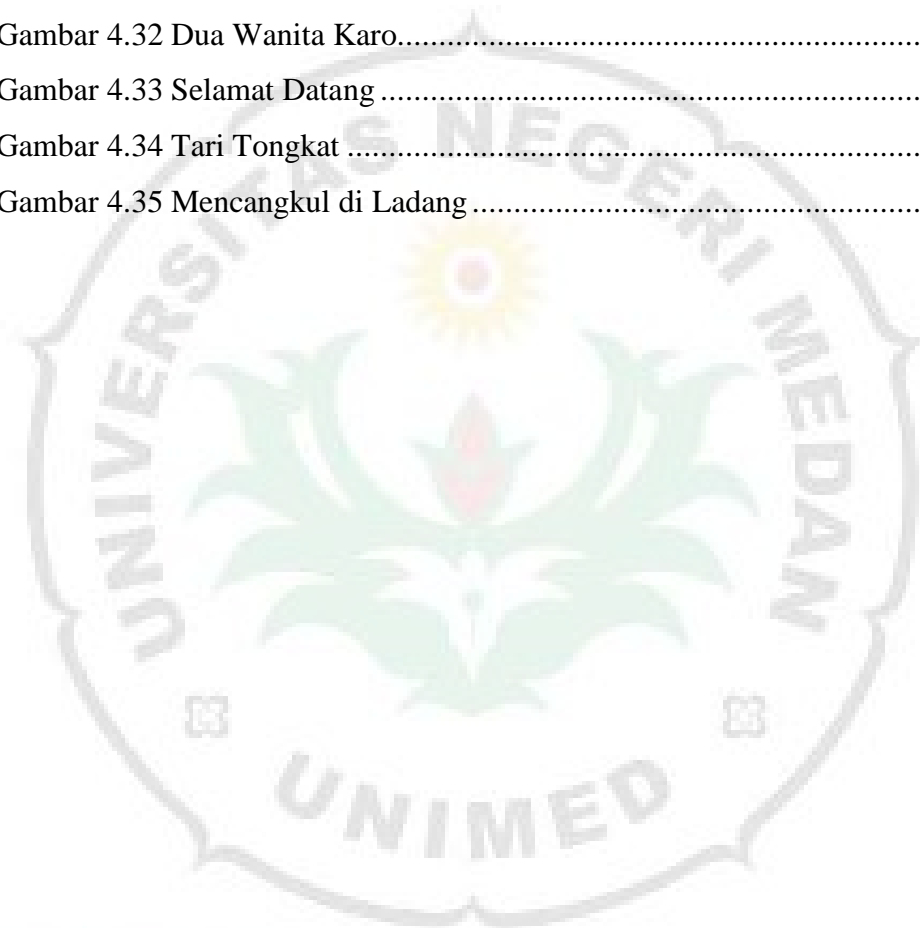 Gambar 4.32 Dua Wanita Karo....................................................
Gambar 4.33 Selamat Datang ......................................................
Gambar 4.34 Tari Tongkat ..........................................................
Gambar 4.35 Mencangkul di Ladang .............................................
UNIVERSITAS NEGERI MEDAN
UNIMED